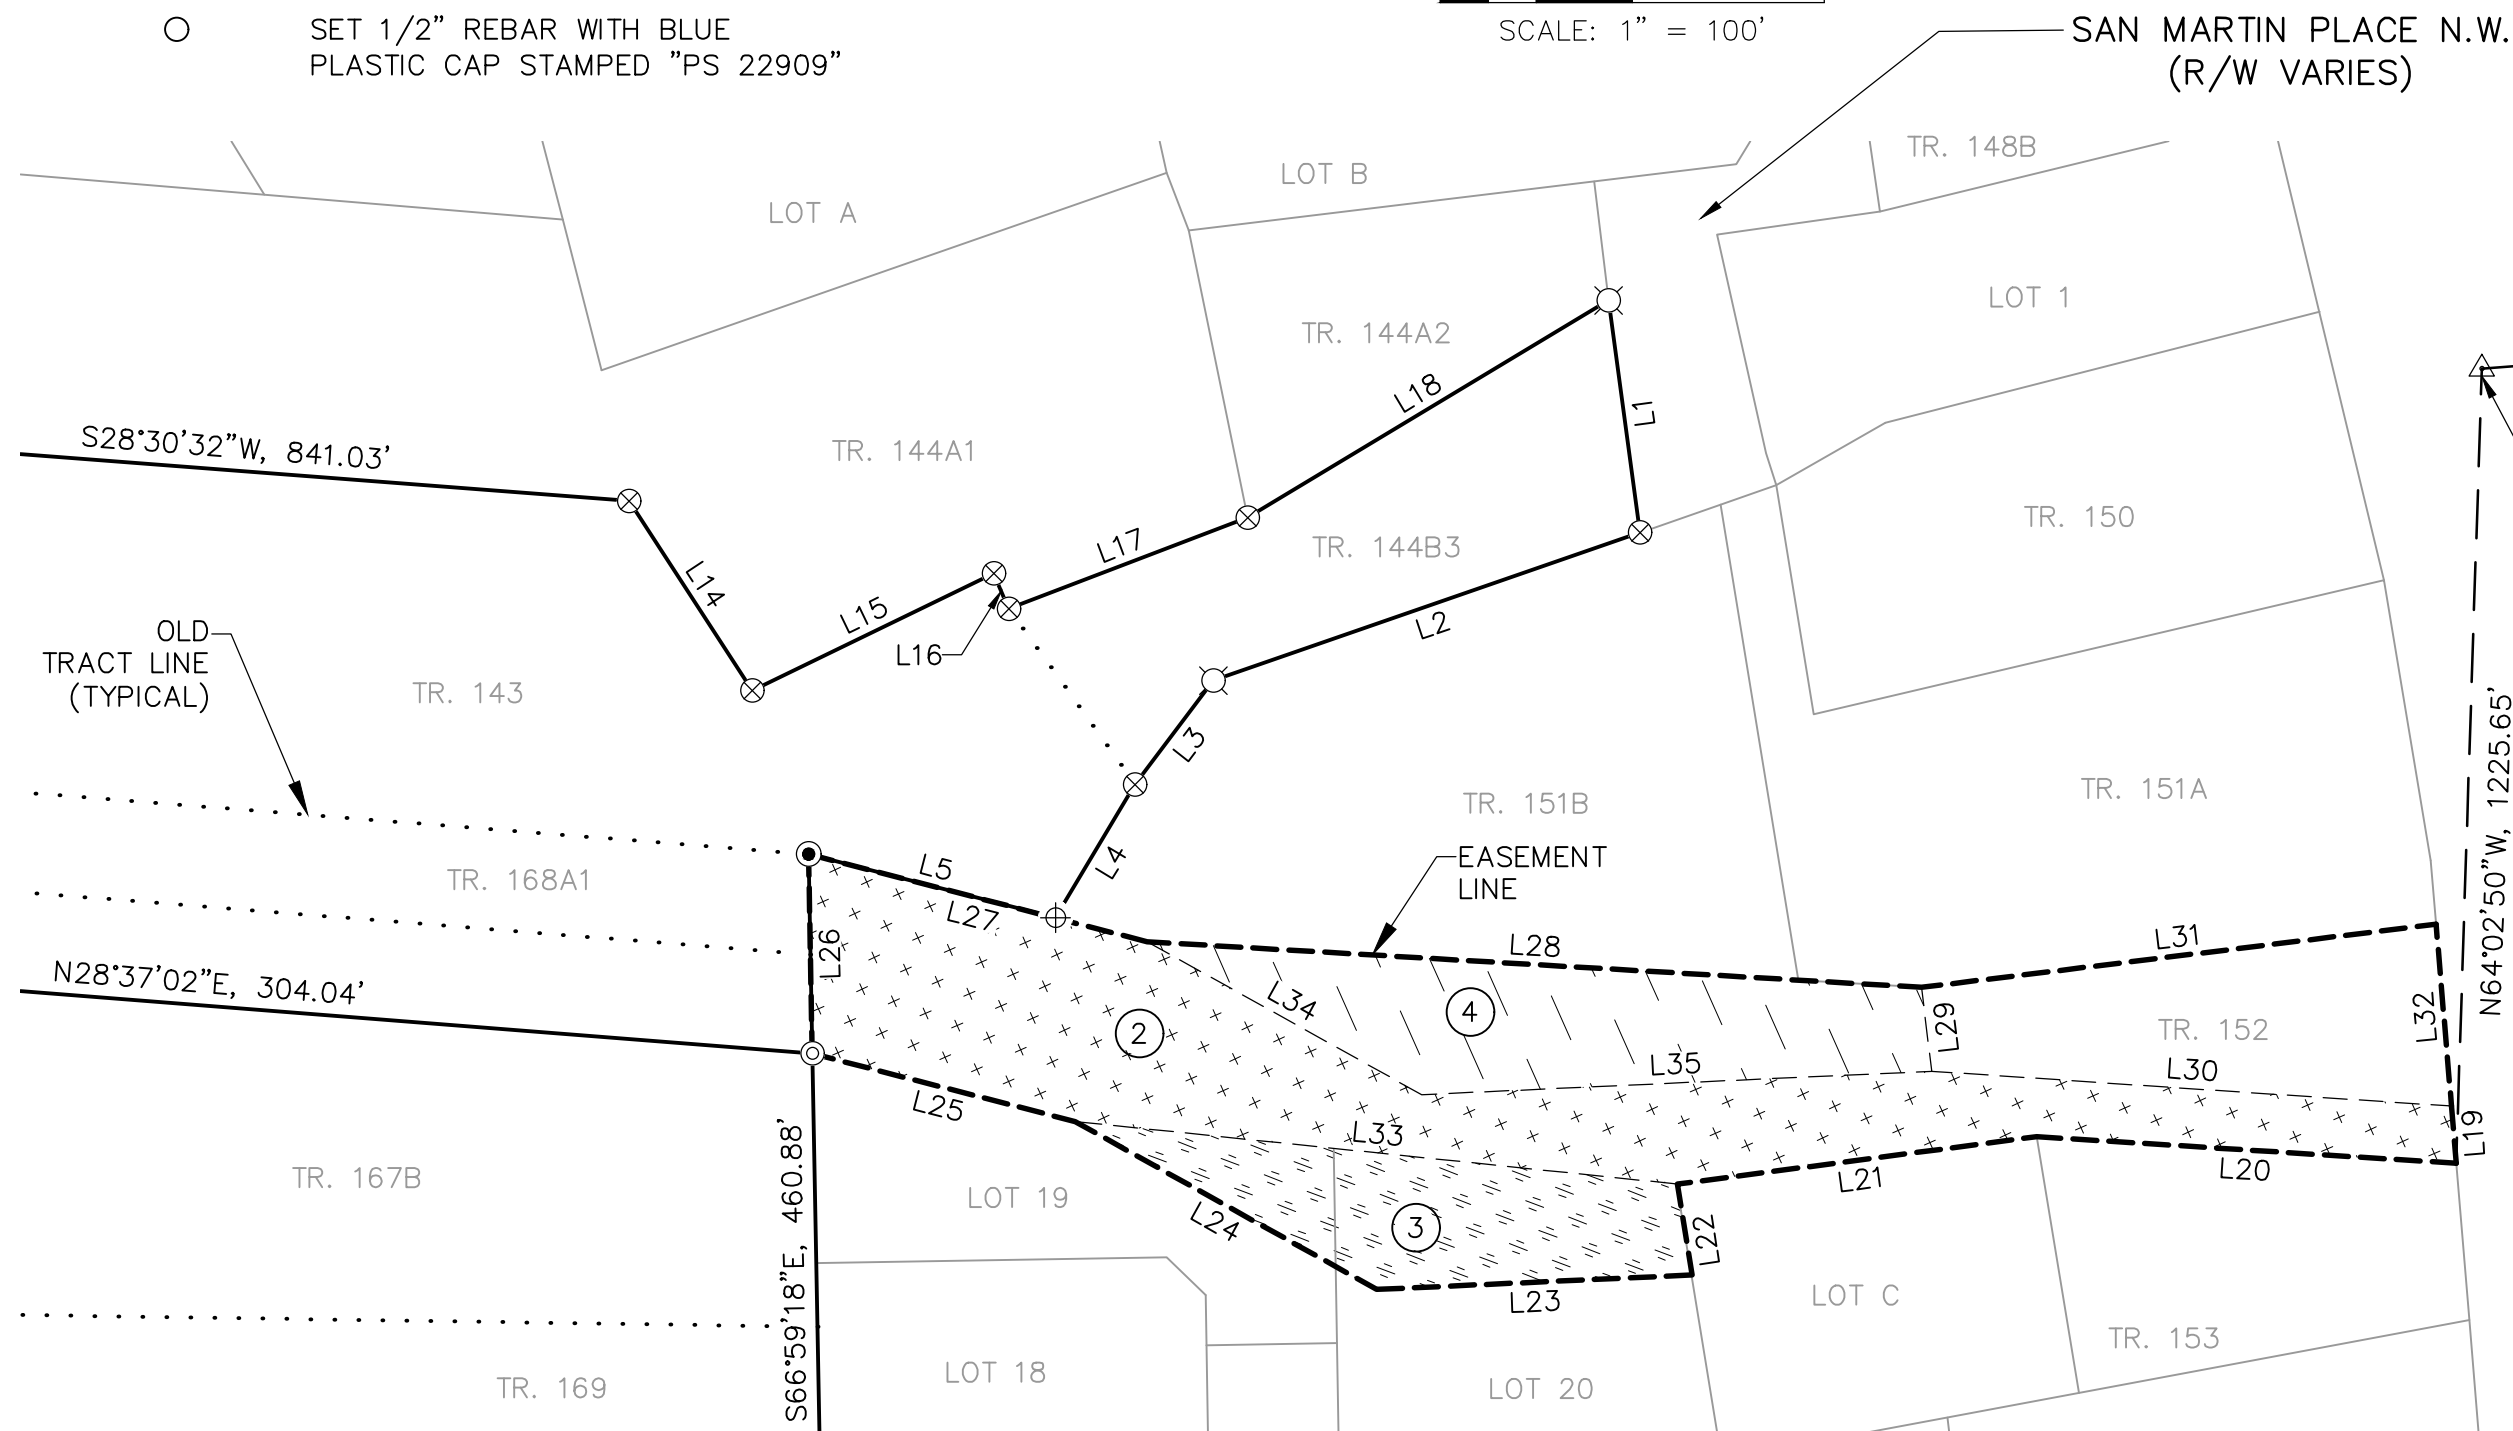 SET 1/2" REBAR WITH BLUE
PLASTIC CAP STAMPED "PS 22909"
SCALE: 1" = 100'
SAN MARTIN PLACE N.W.
(R/W VARIES)
TR. 148B
LOT B
LOT A
LOT 1
TR. 144A2
L18
L1
S28°30'32"W, 841.03'
TR. 144A1
TR. 150
L17
TR. 144B3
L14
L15
L2
OLD
TRACT LINE
(TYPICAL)
L16
TR. 143
L3
N64°02'50"W, 1225.65'
TR. 151B
TR. 151A
L4
EASEMENT
LINE
L5
TR. 168A1
L27
L26
L28
L31
N28°37'02"E, 304.04'
L34
4
L29
L32
2
TR. 152
L35
L30
L25
L33
L19
TR. 167B
LOT 19
L21
L20
L24
3
L22
S66°59'18"E, 460.88'
L23
LOT C
TR. 153
LOT 18
TR. 169
LOT 20